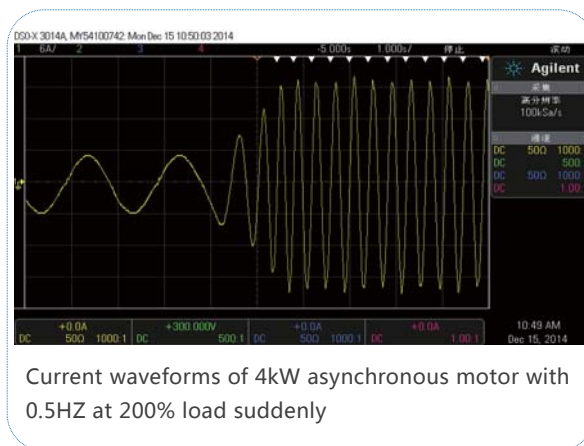 DSO-X 3014A, MY54100742: Mon Dec 15 10:50:03 2014
1 6A/ 2 3 4 -5.000s 1.000s/ 停止 滚动
Agilent
采集
高分辨率
100kSa/s
通道
DC 50Ω 1000:
DC 500:
DC 50Ω 1000:
DC 1.00:
+0.0A +300.000V +0.0A +0.0A
DC 50Ω 1000:1 DC 500:1 DC 50Ω 1000:1 DC 1.00:1
10:49 AM
Dec 15, 2014
Current waveforms of 4kW asynchronous motor with
0.5HZ at 200% load suddenly